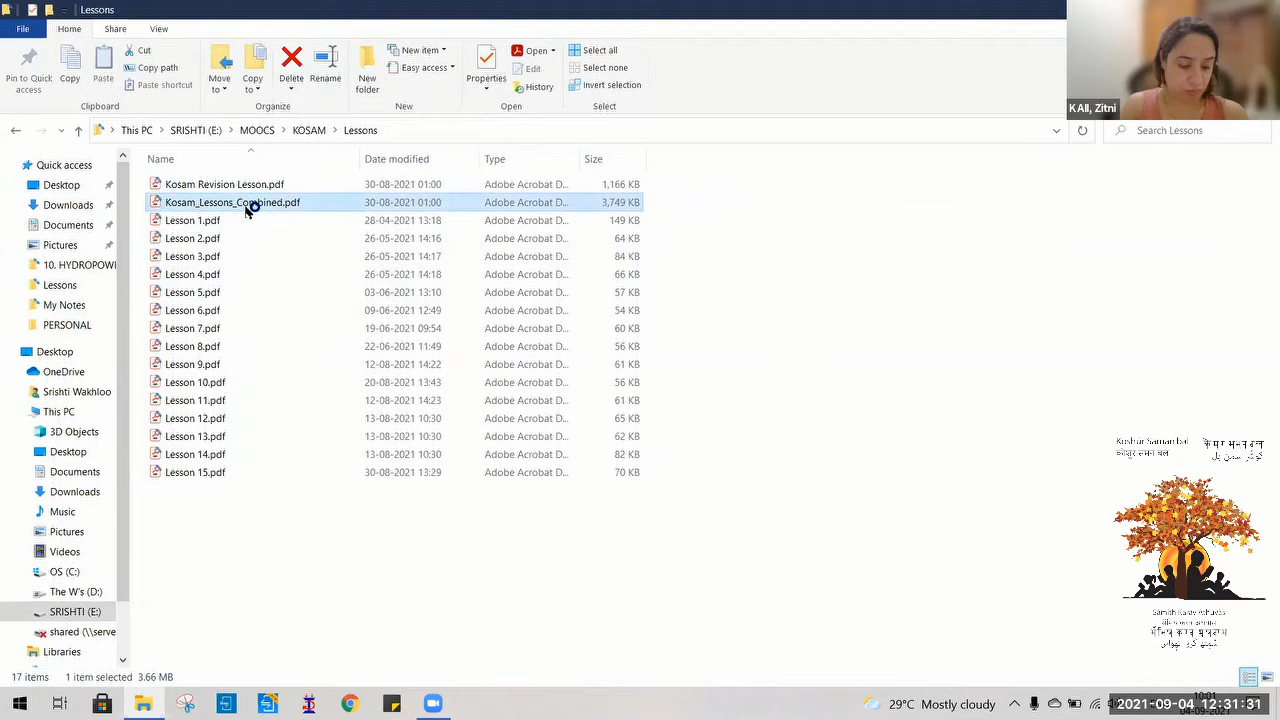 Lessons
File Home Share View
Pin to Quick access
Copy
Paste
Cut
Copy path
Paste shortcut
Clipboard
Move to
Copy to
Delete
Rename
Organize
New folder
New item
Easy access
New
Properties
Open
Edit
History
Open
Select all
Select none
Invert selection
Select
K All, Zitni
This PC SRISHTI (E:) MOOCS KOSAM Lessons
Search Lessons
Name Date modified Type Size
Kosam Revision Lesson.pdf 30-08-2021 01:00 Adobe Acrobat D... 1,166 KB
Kosam_Lessons_Combined.pdf 30-08-2021 01:00 Adobe Acrobat D... 3,749 KB
Lesson 1.pdf 28-04-2021 13:18 Adobe Acrobat D... 149 KB
Lesson 2.pdf 26-05-2021 14:16 Adobe Acrobat D... 64 KB
Lesson 3.pdf 26-05-2021 14:17 Adobe Acrobat D... 84 KB
Lesson 4.pdf 26-05-2021 14:18 Adobe Acrobat D... 66 KB
Lesson 5.pdf 03-06-2021 13:10 Adobe Acrobat D... 57 KB
Lesson 6.pdf 09-06-2021 12:49 Adobe Acrobat D... 54 KB
Lesson 7.pdf 19-06-2021 09:54 Adobe Acrobat D... 60 KB
Lesson 8.pdf 22-06-2021 11:49 Adobe Acrobat D... 56 KB
Lesson 9.pdf 12-08-2021 14:22 Adobe Acrobat D... 61 KB
Lesson 10.pdf 20-08-2021 13:43 Adobe Acrobat D... 56 KB
Lesson 11.pdf 12-08-2021 14:23 Adobe Acrobat D... 61 KB
Lesson 12.pdf 13-08-2021 10:30 Adobe Acrobat D... 65 KB
Lesson 13.pdf 13-08-2021 10:30 Adobe Acrobat D... 62 KB
Lesson 14.pdf 13-08-2021 10:30 Adobe Acrobat D... 82 KB
Lesson 15.pdf 30-08-2021 13:29 Adobe Acrobat D... 70 KB
Quick access
Desktop
Downloads
Documents
Pictures
10. HYDROPOWI
Lessons
My Notes
PERSONAL
Desktop
OneDrive
Srishti Wakhloo
This PC
3D Objects
Desktop
Documents
Downloads
Music
Pictures
Videos
OS (C:)
The W's (D:)
SRISHTI (E:)
shared (\\serve
Libraries
17 items 1 item selected 3.66 MB
29°C Mostly cloudy
10:01
04-09-2021
2021-09-04 12:31:31